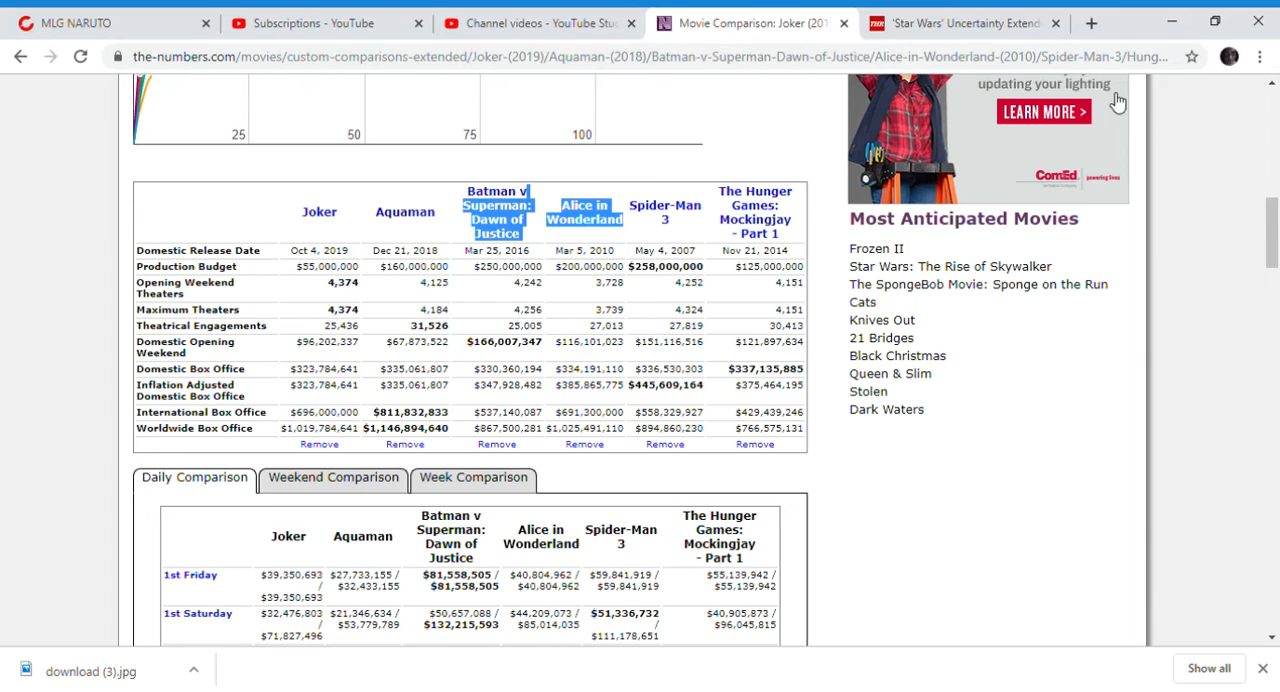 MLG NARUTO
Subscriptions - YouTube
Channel videos - YouTube Stu
Movie Comparison: Joker (201
THR
'Star Wars' Uncertainty Extend
the-numbers.com/movies/custom-comparisons-extended/Joker-(2019)/Aquaman-(2018)/Batman-v-Superman-Dawn-of-Justice/Alice-in-Wonderland-(2010)/Spider-Man-3/Hung...
25 50 75 100
updating your lighting
LEARN MORE >
ComEd. powering lives
Joker Aquaman Batman v Superman: Dawn of Justice Alice in Wonderland Spider-Man 3 The Hunger Games: Mockingjay - Part 1
Domestic Release Date Oct 4, 2019 Dec 21, 2018 Mar 25, 2016 Mar 5, 2010 May 4, 2007 Nov 21, 2014
Production Budget $55,000,000 $160,000,000 $250,000,000 $200,000,000 $258,000,000 $125,000,000
Opening Weekend Theaters 4,374 4,125 4,242 3,728 4,252 4,151
Maximum Theaters 4,374 4,184 4,256 3,739 4,324 4,151
Theatrical Engagements 25,436 31,526 25,005 27,013 27,819 30,413
Domestic Opening Weekend $96,202,337 $67,873,522 $166,007,347 $116,101,023 $151,116,516 $121,897,634
Domestic Box Office $323,784,641 $335,061,807 $330,360,194 $334,191,110 $336,530,303 $337,135,885
Inflation Adjusted Domestic Box Office $323,784,641 $335,061,807 $347,928,482 $385,865,775 $445,609,164 $375,464,195
International Box Office $696,000,000 $811,832,833 $537,140,087 $691,300,000 $558,329,927 $429,439,246
Worldwide Box Office $1,019,784,641 $1,146,894,640 $867,500,281 $1,025,491,110 $894,860,230 $766,575,131
Remove Remove Remove Remove Remove Remove
Most Anticipated Movies
Frozen II
Star Wars: The Rise of Skywalker
The SpongeBob Movie: Sponge on the Run
Cats
Knives Out
21 Bridges
Black Christmas
Queen & Slim
Stolen
Dark Waters
Daily Comparison Weekend Comparison Week Comparison
Joker Aquaman Batman v Superman: Dawn of Justice Alice in Wonderland Spider-Man 3 The Hunger Games: Mockingjay - Part 1
1st Friday $39,350,693 / $39,350,693 $27,733,155 / $32,433,155 $81,558,505 / $81,558,505 $40,804,962 / $40,804,962 $59,841,919 / $59,841,919 $55,139,942 / $55,139,942
1st Saturday $32,476,803 / $71,827,496 $21,346,634 / $53,779,789 $50,657,088 / $132,215,593 $44,209,073 / $85,014,035 $51,336,732 / $111,178,651 $40,905,873 / $96,045,815
download (3).jpg
Show all